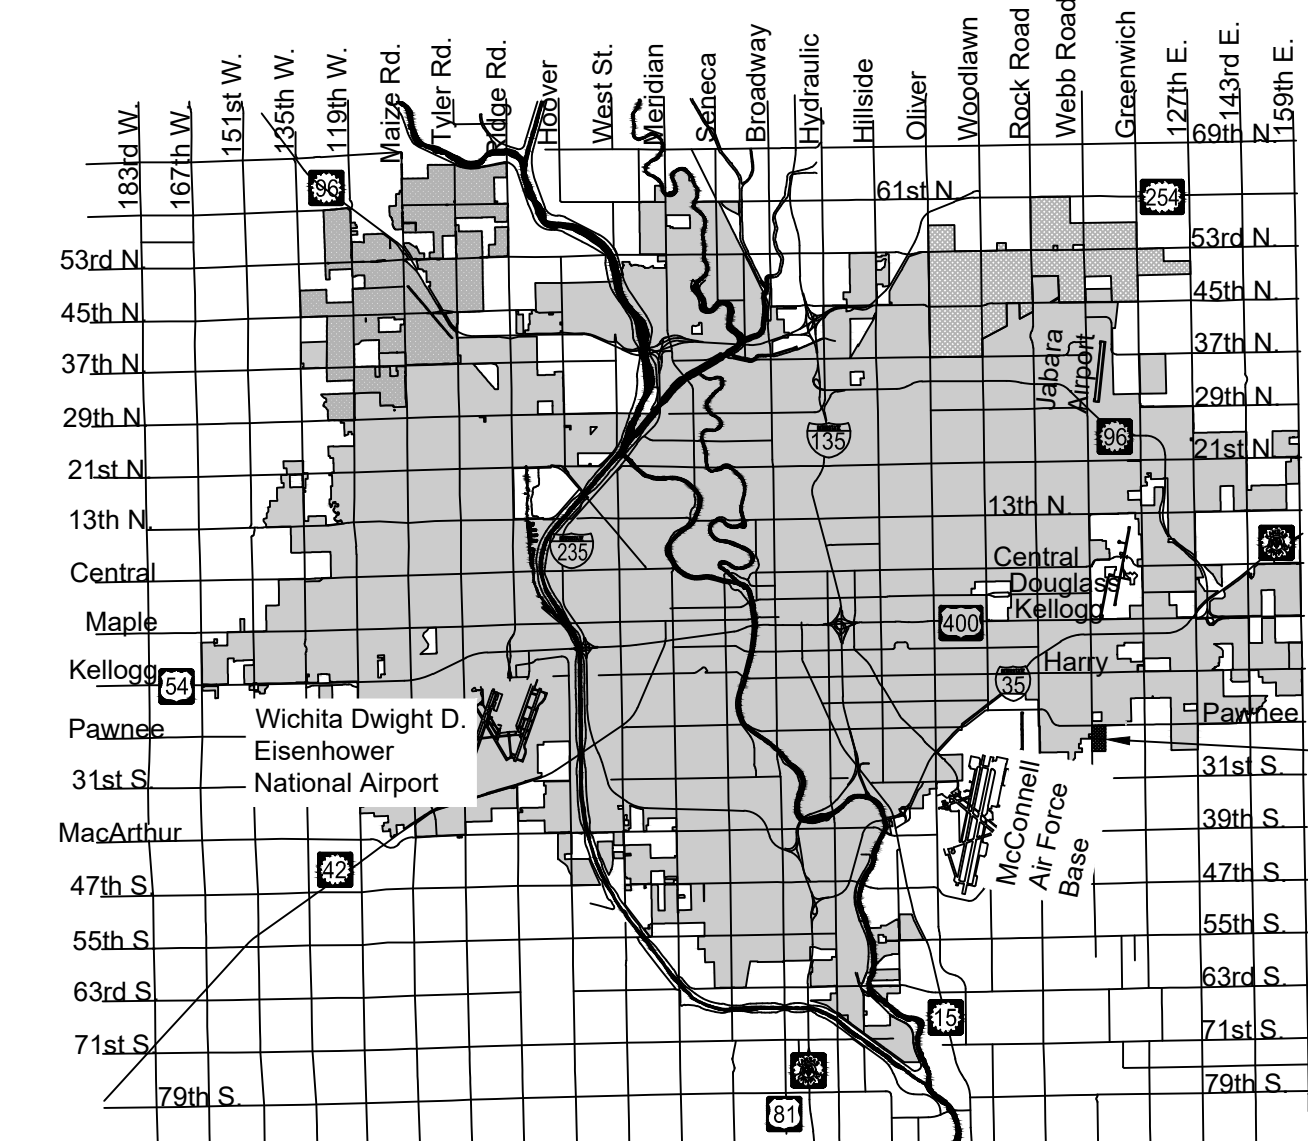 183rd W.
167th W.
151st W.
135th W.
119th W.
Maize Rd.
Tyler Rd.
Ridge Rd.
Hoover
West St.
Meridian
Seneca
Broadway
Hydraulic
Hillside
Oliver
Woodlawn
Rock Road
Webb Road
Greenwich
127th E.
143rd E.
159th E.
69th N.
96
61st N.
254
53rd N.
53rd N.
45th N.
45th N.
37th N.
37th N.
Jabara
Airport
29th N.
29th N.
135
96
21st N.
21st N.
13th N.
13th N.
235
Central
Central
Douglass
Kellogg
Maple
400
Kellogg
54
Harry
35
Pawnee
Pawnee
Wichita Dwight D.
Eisenhower
National Airport
31st S.
31st S.
McConnell
Air Force
Base
MacArthur
39th S.
42
47th S.
47th S.
55th S.
55th S.
63rd S.
63rd S.
15
71st S.
71st S.
79th S.
79th S.
81